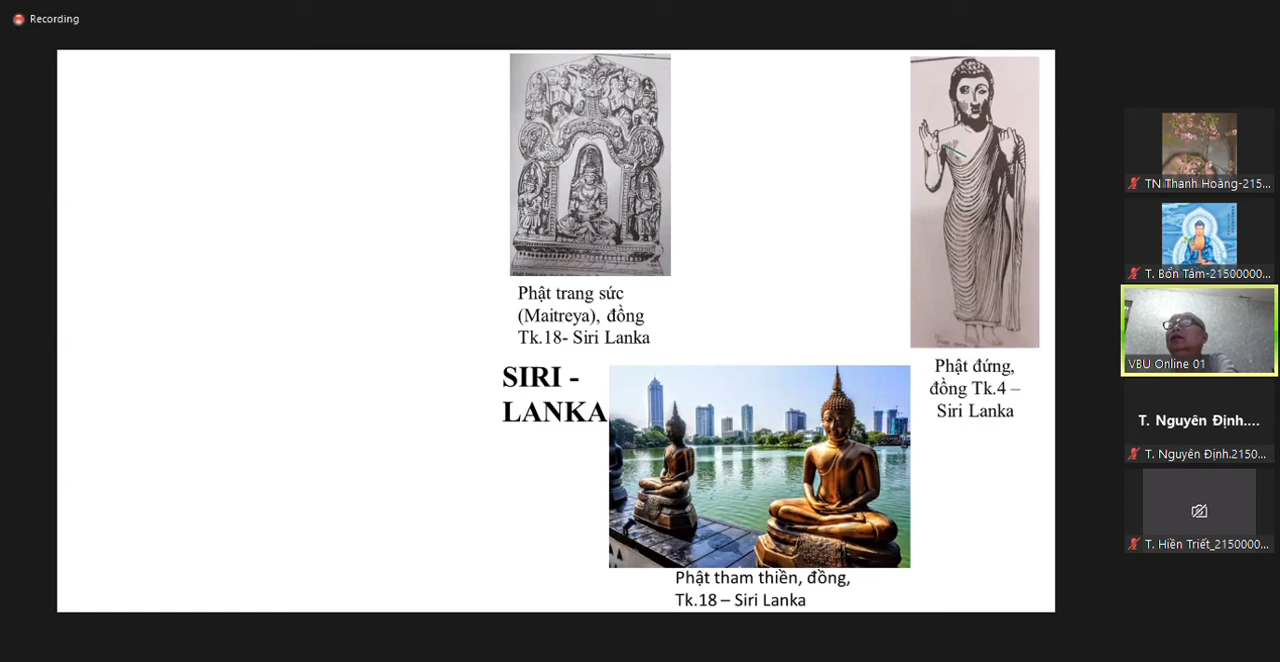 Recording
Phật trang sức
(Maitreya), đồng
Tk.18- Siri Lanka
Phật đứng,
đồng Tk.4 –
Siri Lanka
SIRI -
LANKA
Phật tham thiền, đồng,
Tk.18 – Siri Lanka
TN Thanh Hoàng-215...
T. Bổn Tâm-21500000...
VBU Online 01
T. Nguyên Định....
T. Nguyên Định.2150...
T. Hiền Triết_2150000...